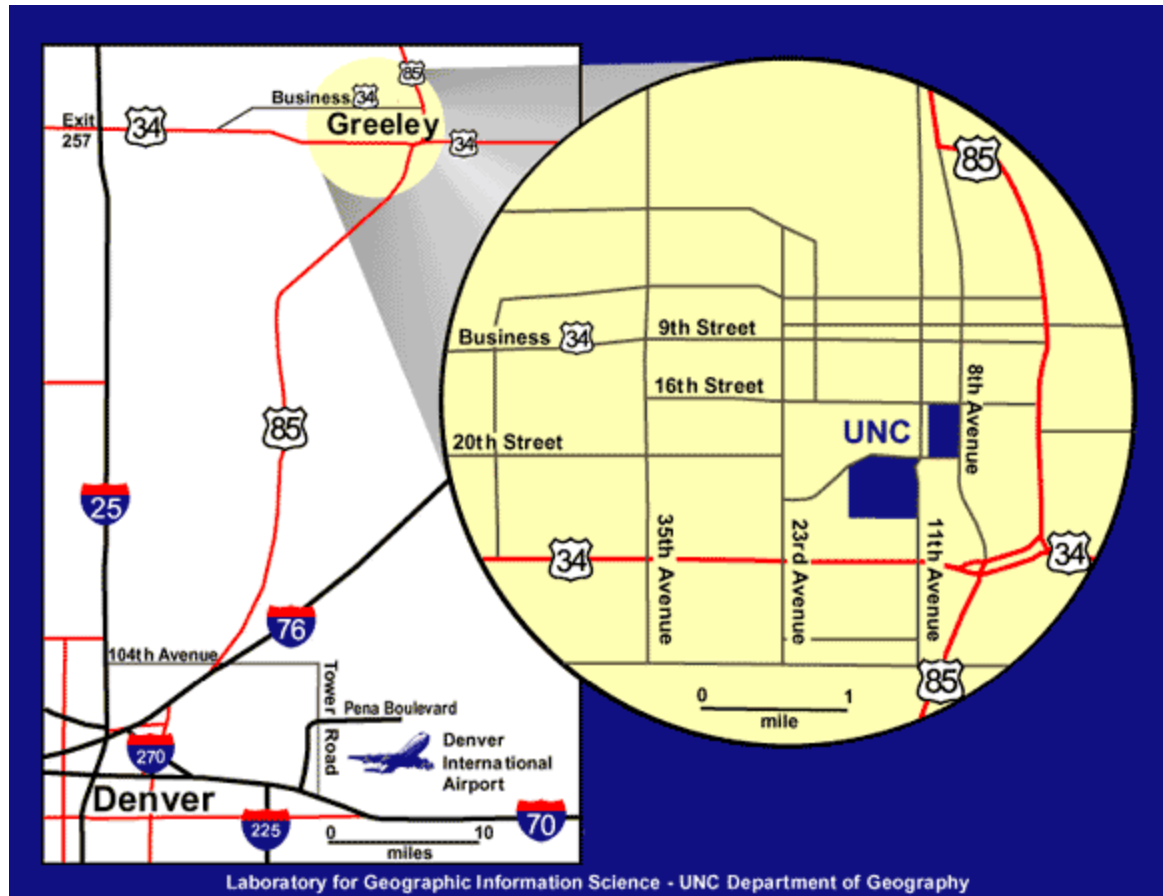 85
Business 34
Greeley
Exit
257
34
34
85
25
76
104th Avenue
Tower
Road
Pena Boulevard
Denver
International
Airport
270
Denver
225
70
0 10
miles
85
9th Street
Business 34
16th Street
8th Avenue
UNC
20th Street
35th Avenue
23rd Avenue
11th Avenue
34
34
85
0 1
mile
Laboratory for Geographic Information Science - UNC Department of Geography